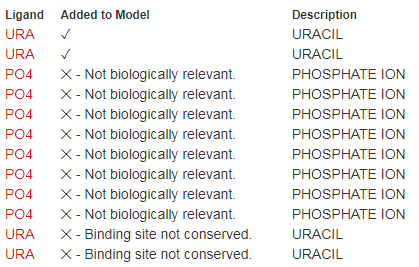 Ligand Added to Model Description
URA ✓ URACIL
URA ✓ URACIL
PO4 ✕ - Not biologically relevant. PHOSPHATE ION
PO4 ✕ - Not biologically relevant. PHOSPHATE ION
PO4 ✕ - Not biologically relevant. PHOSPHATE ION
PO4 ✕ - Not biologically relevant. PHOSPHATE ION
PO4 ✕ - Not biologically relevant. PHOSPHATE ION
PO4 ✕ - Not biologically relevant. PHOSPHATE ION
PO4 ✕ - Not biologically relevant. PHOSPHATE ION
PO4 ✕ - Not biologically relevant. PHOSPHATE ION
URA ✕ - Binding site not conserved. URACIL
URA ✕ - Binding site not conserved. URACIL